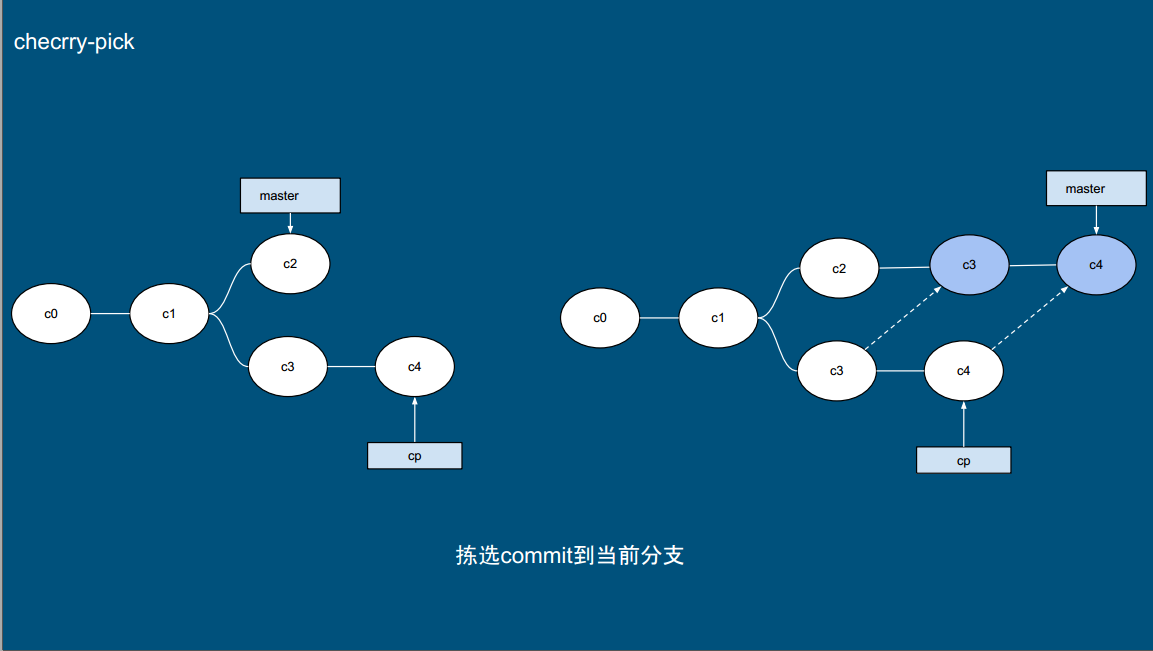 checrry-pick
master
c2
c0
c1
c3
c4
cp
master
c2
c3
c4
c0
c1
c3
c4
cp
拣选commit到当前分支